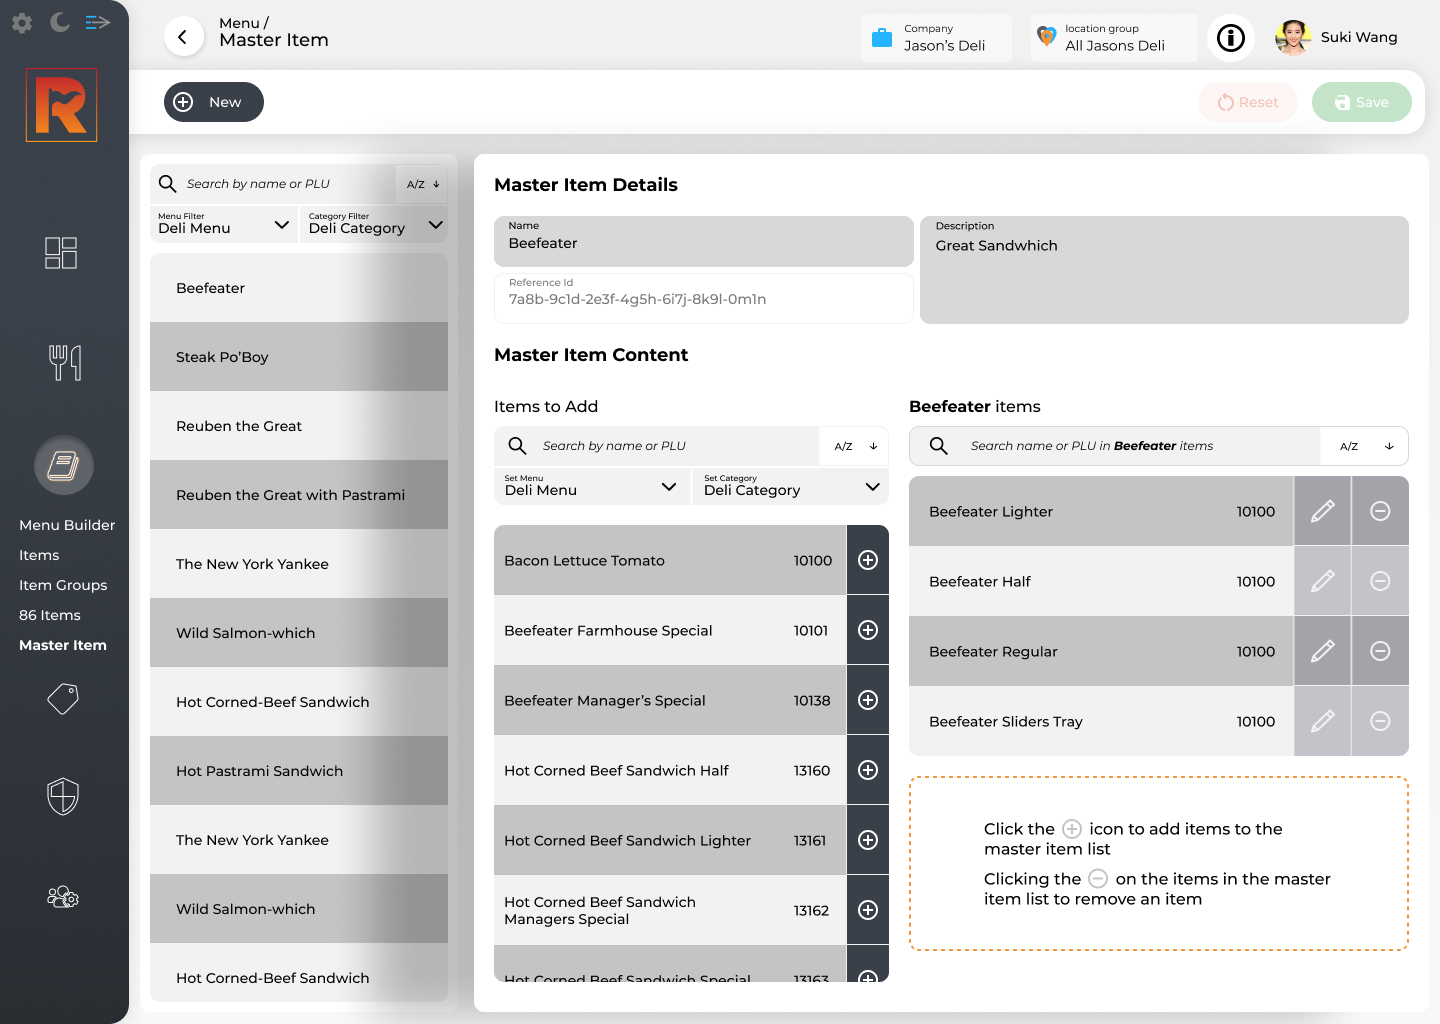 Menu /
Master Item
Company
Jason's Deli
location group
All Jasons Deli
Suki Wang
New
Reset
Save
R
Menu Builder
Items
Item Groups
86 Items
Master Item
Search by name or PLU
A/Z
Menu Filter
Deli Menu
Category Filter
Deli Category
Beefeater
Steak Po'Boy
Reuben the Great
Reuben the Great with Pastrami
The New York Yankee
Wild Salmon-which
Hot Corned-Beef Sandwich
Hot Pastrami Sandwich
The New York Yankee
Wild Salmon-which
Hot Corned-Beef Sandwich
Master Item Details
Name
Beefeater
Reference Id
7a8b-9c1d-2e3f-4g5h-6i7j-8k9l-0m1n
Description
Great Sandwhich
Master Item Content
Items to Add
Search by name or PLU
A/Z
Set Menu
Deli Menu
Set Category
Deli Category
Bacon Lettuce Tomato 10100
Beefeater Farmhouse Special 10101
Beefeater Manager's Special 10138
Hot Corned Beef Sandwich Half 13160
Hot Corned Beef Sandwich Lighter 13161
Hot Corned Beef Sandwich
Managers Special 13162
Hot Corned Beef Sandwich Special 13163
Beefeater items
Search name or PLU in Beefeater items
A/Z
Beefeater Lighter 10100
Beefeater Half 10100
Beefeater Regular 10100
Beefeater Sliders Tray 10100
Click the icon to add items to the
master item list
Clicking the on the items in the master
item list to remove an item